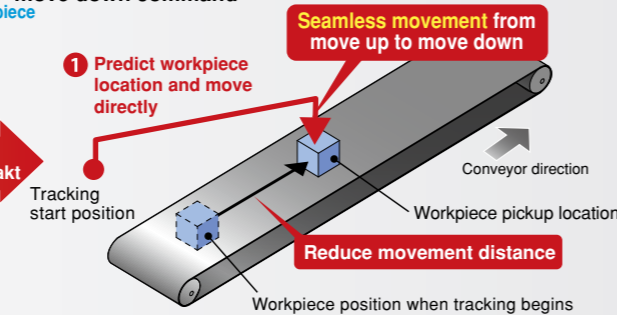 move down command
piece
Seamless movement from
move up to move down
1 Predict workpiece
location and move
directly
akt
Tracking
start position
Conveyor direction
Workpiece pickup location
Reduce movement distance
Workpiece position when tracking begins